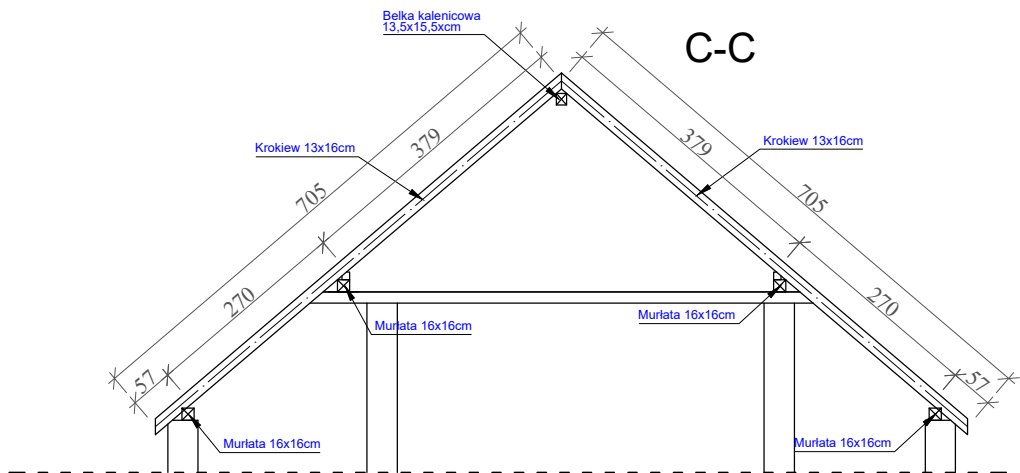 Belka kalenicowa
13,5x15,5xcm
C-C
379
379
Krokiew 13x16cm
Krokiew 13x16cm
705
705
270
270
Murłata 16x16cm
Murłata 16x16cm
57
57
Murłata 16x16cm
Murłata 16x16cm